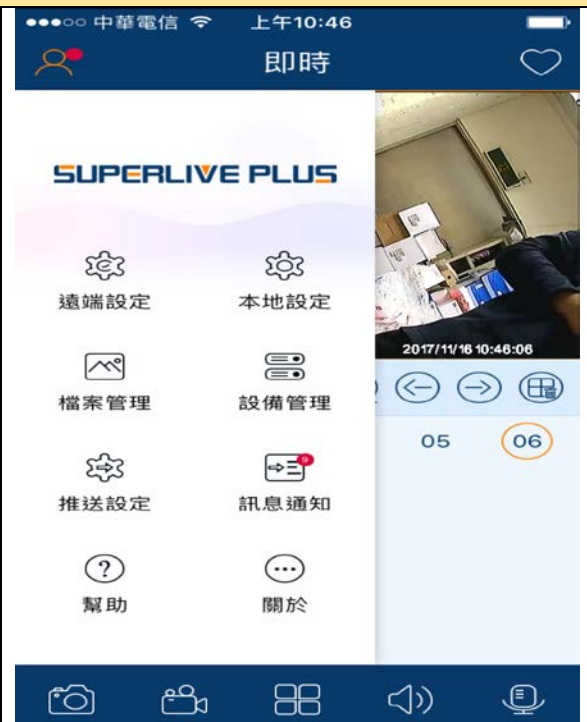 中華電信 上午10:46
即時
SUPERLIVE PLUS
遠端設定 本地設定
2017/11/16 10:46:06
檔案管理 設備管理
05 06
9
推送設定 訊息通知
?
幫助 關於